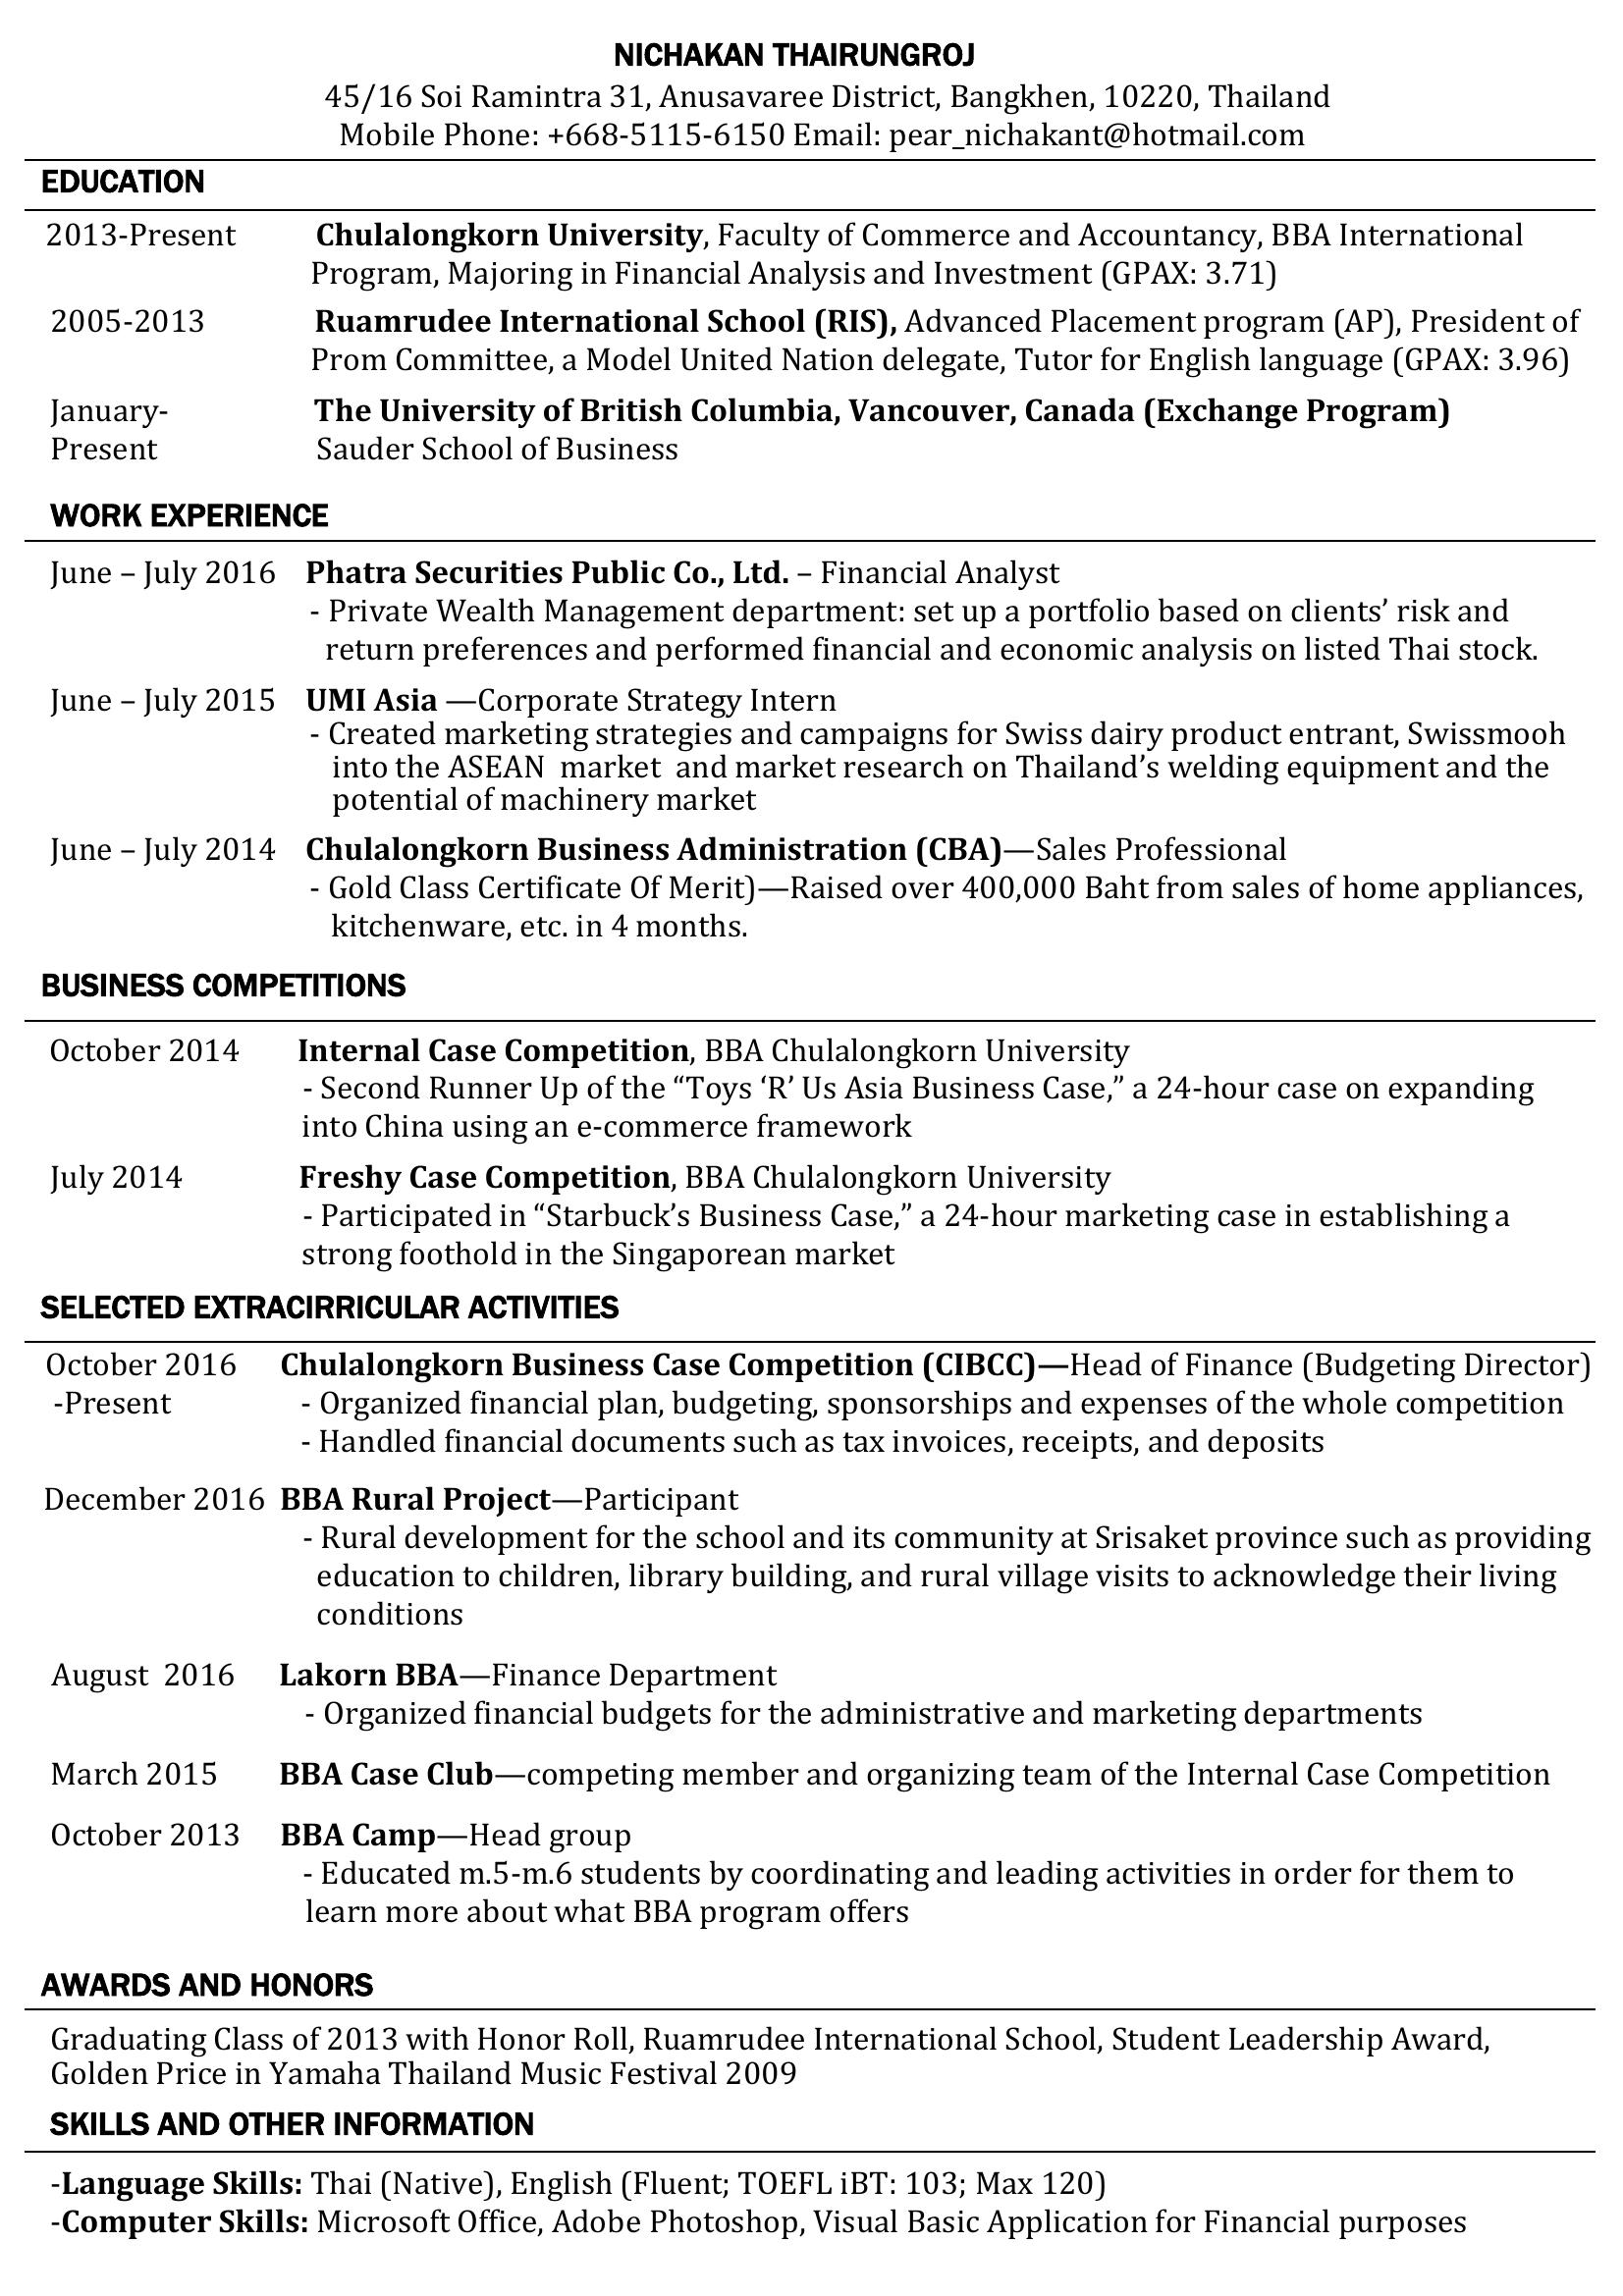 NICHAKAN THAIRUNGROJ
45/16 Soi Ramintra 31, Anusavaree District, Bangkhen, 10220, Thailand
Mobile Phone: +668-5115-6150 Email: pear_nichakant@hotmail.com
EDUCATION
2013-Present Chulalongkorn University, Faculty of Commerce and Accountancy, BBA International
Program, Majoring in Financial Analysis and Investment (GPAX: 3.71)
2005-2013 Ruamrudee International School (RIS), Advanced Placement program (AP), President of
Prom Committee, a Model United Nation delegate, Tutor for English language (GPAX: 3.96)
January- The University of British Columbia, Vancouver, Canada (Exchange Program)
Present Sauder School of Business
WORK EXPERIENCE
June – July 2016 Phatra Securities Public Co., Ltd. – Financial Analyst
- Private Wealth Management department: set up a portfolio based on clients’ risk and
return preferences and performed financial and economic analysis on listed Thai stock.
June – July 2015 UMI Asia —Corporate Strategy Intern
- Created marketing strategies and campaigns for Swiss dairy product entrant, Swissmooh
into the ASEAN market and market research on Thailand’s welding equipment and the
potential of machinery market
June – July 2014 Chulalongkorn Business Administration (CBA)—Sales Professional
- Gold Class Certificate Of Merit)—Raised over 400,000 Baht from sales of home appliances,
kitchenware, etc. in 4 months.
BUSINESS COMPETITIONS
October 2014 Internal Case Competition, BBA Chulalongkorn University
- Second Runner Up of the “Toys ‘R’ Us Asia Business Case,” a 24-hour case on expanding
into China using an e-commerce framework
July 2014 Freshy Case Competition, BBA Chulalongkorn University
- Participated in “Starbuck’s Business Case,” a 24-hour marketing case in establishing a
strong foothold in the Singaporean market
SELECTED EXTRACIRRICULAR ACTIVITIES
October 2016 Chulalongkorn Business Case Competition (CIBCC)—Head of Finance (Budgeting Director)
-Present - Organized financial plan, budgeting, sponsorships and expenses of the whole competition
- Handled financial documents such as tax invoices, receipts, and deposits
December 2016 BBA Rural Project—Participant
- Rural development for the school and its community at Srisaket province such as providing
education to children, library building, and rural village visits to acknowledge their living
conditions
August 2016 Lakorn BBA—Finance Department
- Organized financial budgets for the administrative and marketing departments
March 2015 BBA Case Club—competing member and organizing team of the Internal Case Competition
October 2013 BBA Camp—Head group
- Educated m.5-m.6 students by coordinating and leading activities in order for them to
learn more about what BBA program offers
AWARDS AND HONORS
Graduating Class of 2013 with Honor Roll, Ruamrudee International School, Student Leadership Award,
Golden Price in Yamaha Thailand Music Festival 2009
SKILLS AND OTHER INFORMATION
-Language Skills: Thai (Native), English (Fluent; TOEFL iBT: 103; Max 120)
-Computer Skills: Microsoft Office, Adobe Photoshop, Visual Basic Application for Financial purposes